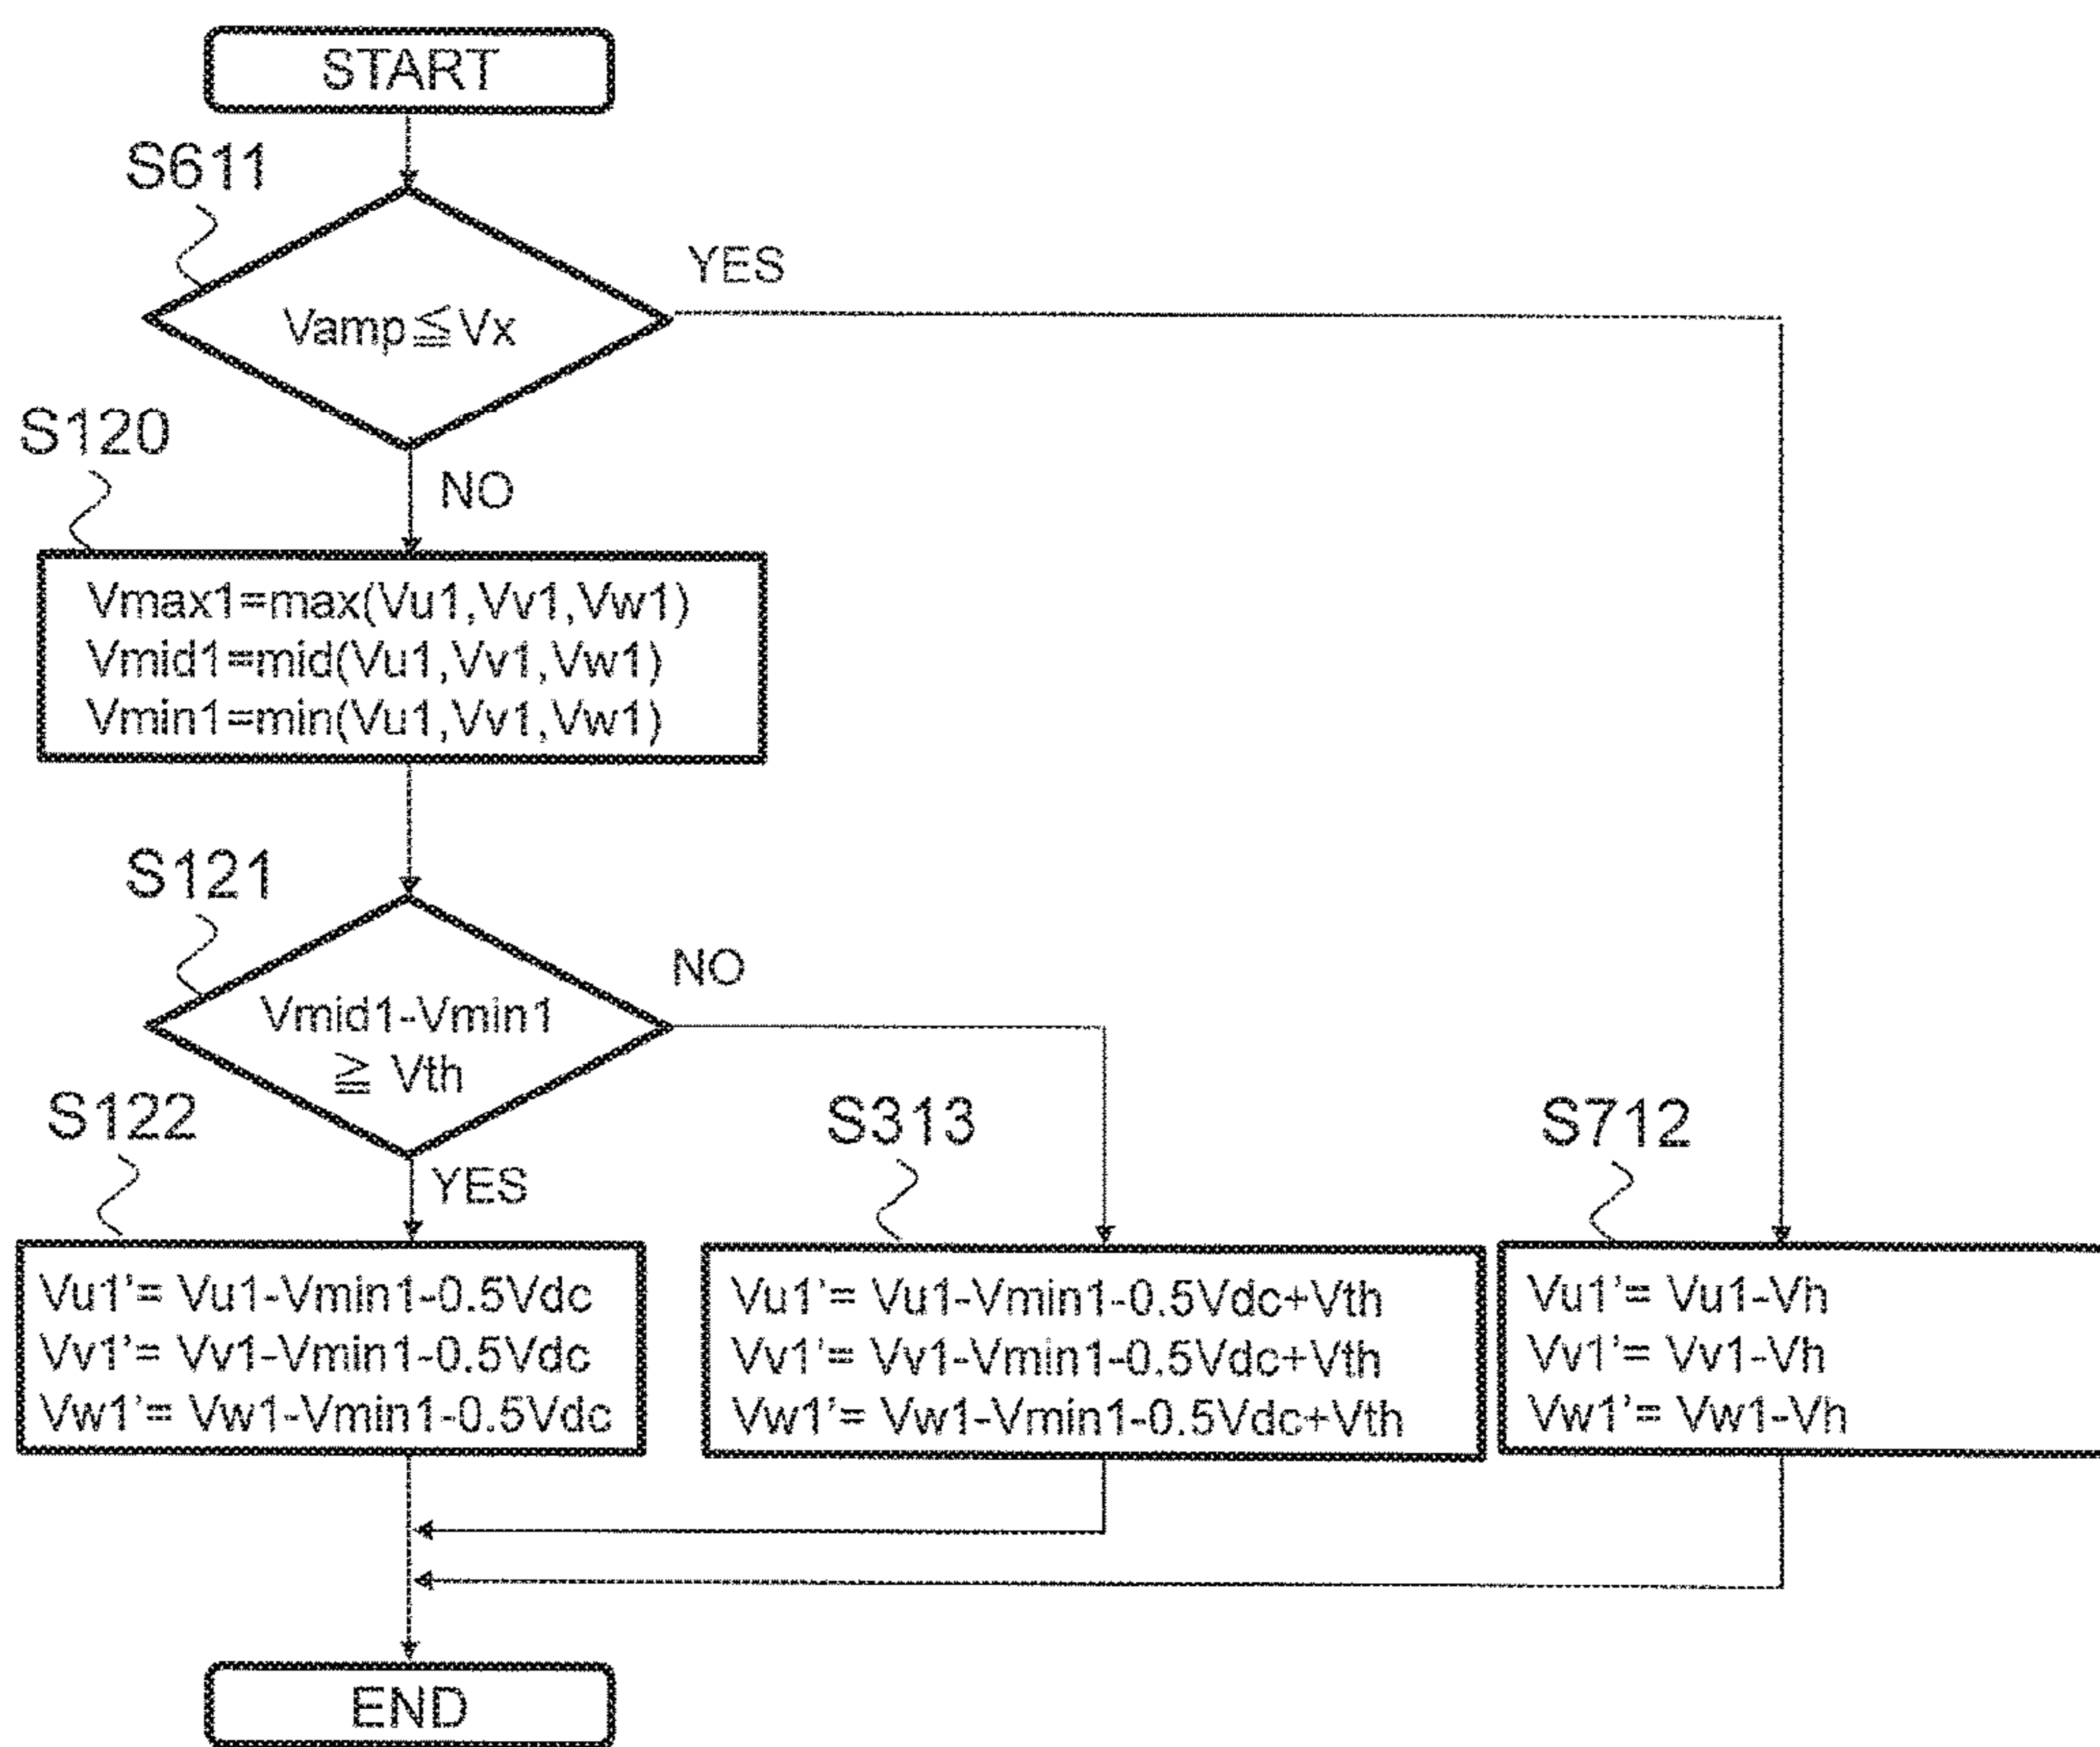 START
S611
YES
Vamp≦Vx
S120
NO
Vmax1=max(Vu1,Vv1,Vw1)
Vmid1=mid(Vu1,Vv1,Vw1)
Vmin1=min(Vu1,Vv1,Vw1)
S121
NO
Vmid1-Vmin1
≧ Vth
S122
YES
S313
S712
Vu1’= Vu1-Vmin1-0.5Vdc
Vv1’= Vv1-Vmin1-0.5Vdc
Vw1’= Vw1-Vmin1-0.5Vdc
Vu1’= Vu1-Vmin1-0.5Vdc+Vth
Vv1’= Vv1-Vmin1-0.5Vdc+Vth
Vw1’= Vw1-Vmin1-0.5Vdc+Vth
Vu1’= Vu1-Vh
Vv1’= Vv1-Vh
Vw1’= Vw1-Vh
END